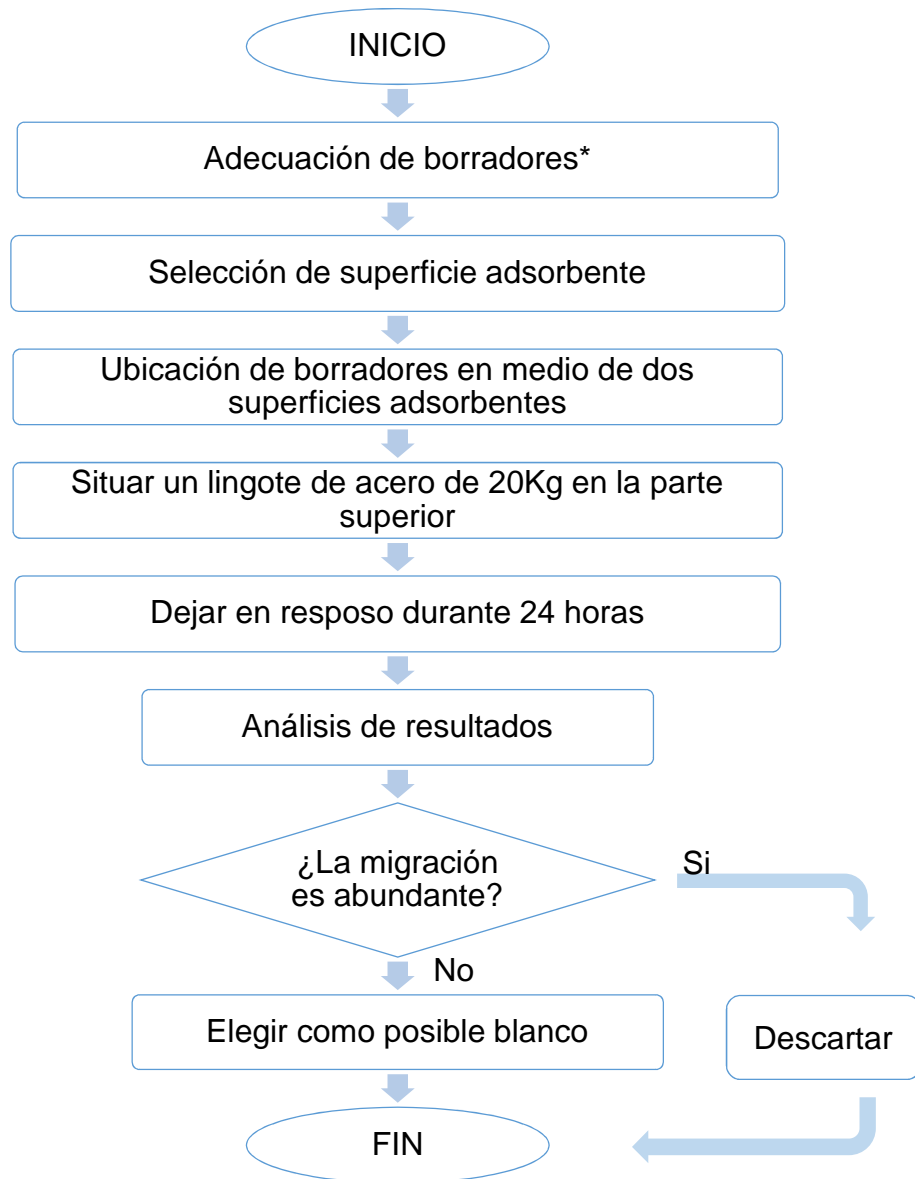 INICIO
Adecuación de borradores*
Selección de superficie adsorbente
Ubicación de borradores en medio de dos
superficies adsorbentes
Situar un lingote de acero de 20Kg en la parte
superior
Dejar en resposo durante 24 horas
Análisis de resultados
¿La migración
es abundante?
Si
No
Elegir como posible blanco
Descartar
FIN